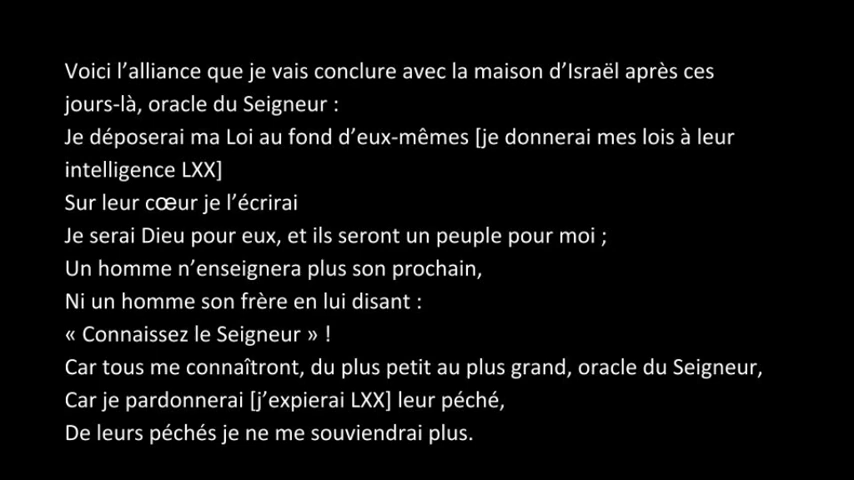 Voici l’alliance que je vais conclure avec la maison d’Israël après ces
jours-là, oracle du Seigneur :
Je déposerai ma Loi au fond d’eux-mêmes [je donnerai mes lois à leur
intelligence LXX]
Sur leur cœur je l’écrirai
Je serai Dieu pour eux, et ils seront un peuple pour moi ;
Un homme n’enseignera plus son prochain,
Ni un homme son frère en lui disant :
« Connaissez le Seigneur » !
Car tous me connaîtront, du plus petit au plus grand, oracle du Seigneur,
Car je pardonnerai [j’expierai LXX] leur péché,
De leurs péchés je ne me souviendrai plus.